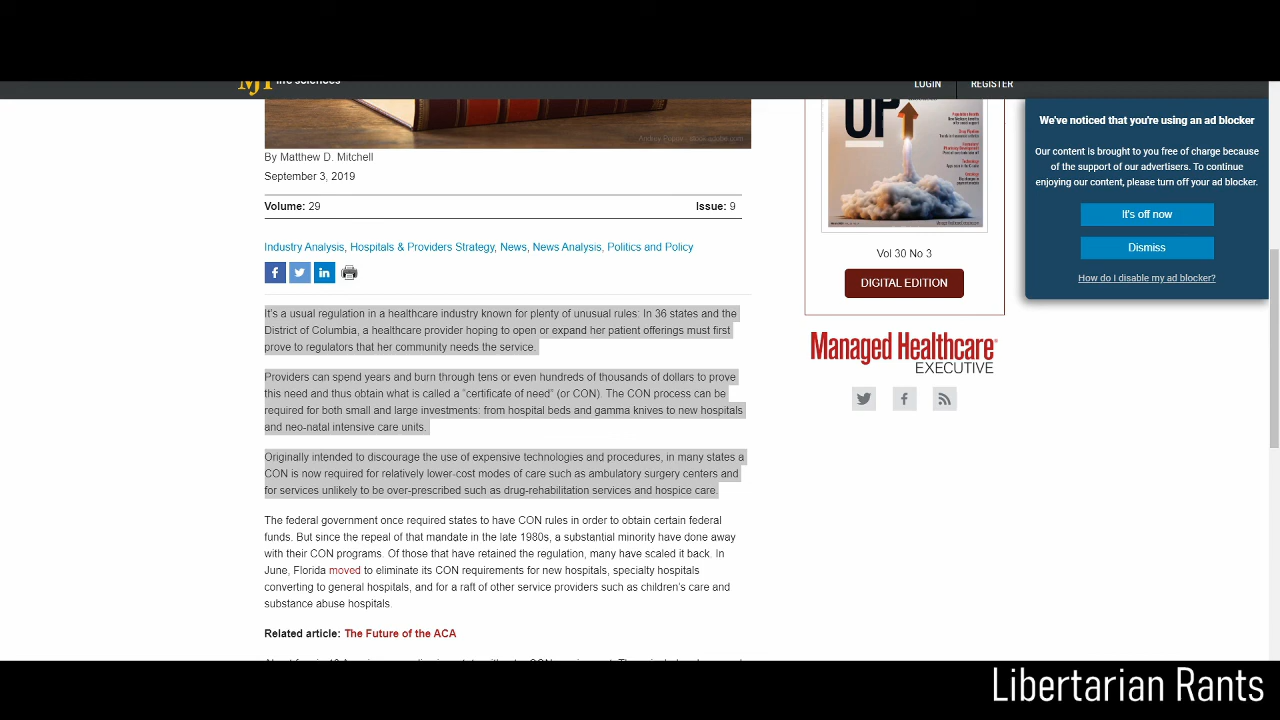 life sciences
LOGIN
REGISTER
By Matthew D. Mitchell
September 3, 2019
Volume: 29
Issue: 9
Industry Analysis, Hospitals & Providers Strategy, News, News Analysis, Politics and Policy
It's a usual regulation in a healthcare industry known for plenty of unusual rules: In 36 states and the
District of Columbia, a healthcare provider hoping to open or expand her patient offerings must first
prove to regulators that her community needs the service.
Providers can spend years and burn through tens or even hundreds of thousands of dollars to prove
this need and thus obtain what is called a "certificate of need" (or CON). The CON process can be
required for both small and large investments: from hospital beds and gamma knives to new hospitals
and neo-natal intensive care units.
Originally intended to discourage the use of expensive technologies and procedures, in many states a
CON is now required for relatively lower-cost modes of care such as ambulatory surgery centers and
for services unlikely to be over-prescribed such as drug-rehabilitation services and hospice care.
The federal government once required states to have CON rules in order to obtain certain federal
funds. But since the repeal of that mandate in the late 1980s, a substantial minority have done away
with their CON programs. Of those that have retained the regulation, many have scaled it back. In
June, Florida moved to eliminate its CON requirements for new hospitals, specialty hospitals
converting to general hospitals, and for a raft of other service providers such as children's care and
substance abuse hospitals.
Related article: The Future of the ACA
UP
Vol 30 No 3
DIGITAL EDITION
Managed Healthcare
EXECUTIVE
We've noticed that you're using an ad blocker
Our content is brought to you free of charge because
of the support of our advertisers. To continue
enjoying our content, please turn off your ad blocker.
It's off now
Dismiss
How do I disable my ad blocker?
Libertarian Rants